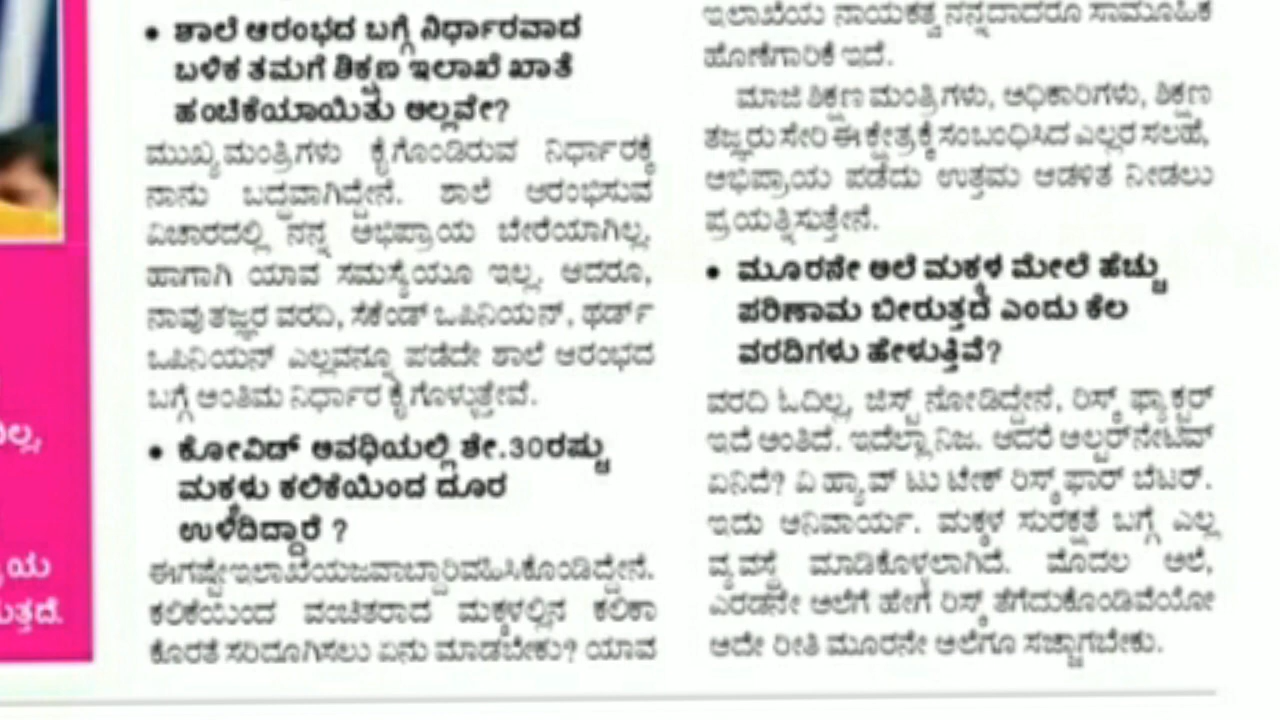 • ಶಾಲೆ ಆರಂಭದ ಬಗ್ಗೆ ನಿರ್ಧಾರವಾದ
ಬಳಿಕ ತಮಗೆ ಶಿಕ್ಷಣ ಇಲಾಖೆ ಖಾತೆ
ಹಂಚಿಕೆಯಾಯಿತು ಅಲ್ಲವೇ?
ಮುಖ್ಯಮಂತ್ರಿಗಳು ಕೈಗೊಂಡಿರುವ ನಿರ್ಧಾರಕ್ಕೆ
ನಾನು ಬದ್ಧವಾಗಿದ್ದೇನೆ. ಶಾಲೆ ಆರಂಭಿಸುವ
ವಿಚಾರದಲ್ಲಿ ನನ್ನ ಅಭಿಪ್ರಾಯ ಬೇರೆಯಾಗಿಲ್ಲ.
ಹಾಗಾಗಿ ಯಾವ ಸಮಸ್ಯೆಯೂ ಇಲ್ಲ. ಆದರೂ,
ನಾವು ತಜ್ಞರ ವರದಿ, ಸೆಕೆಂಡ್ ಒಪಿನಿಯನ್, ಥರ್ಡ್
ಒಪಿನಿಯನ್ ಎಲ್ಲವನ್ನೂ ಪಡೆದೇ ಶಾಲೆ ಆರಂಭದ
ಬಗ್ಗೆ ಅಂತಿಮ ನಿರ್ಧಾರ ಕೈಗೊಳ್ಳುತ್ತೇವೆ.
• ಕೋವಿಡ್ ಅವಧಿಯಲ್ಲಿ ಶೇ.30ರಷ್ಟು
ಮಕ್ಕಳು ಕಲಿಕೆಯಿಂದ ದೂರ
ಉಳಿದಿದ್ದಾರೆ ?
ಈಗಷ್ಟೇ ಇಲಾಖೆಯ ಜವಾಬ್ದಾರಿ ವಹಿಸಿಕೊಂಡಿದ್ದೇನೆ.
ಕಲಿಕೆಯಿಂದ ವಂಚಿತರಾದ ಮಕ್ಕಳಲ್ಲಿನ ಕಲಿಕಾ
ಕೊರತೆ ಸರಿದೂಗಿಸಲು ಏನು ಮಾಡಬೇಕು? ಯಾವ
ಇಲಾಖೆಯ ನಾಯಕತ್ವ ನನ್ನದಾದರೂ ಸಾಮೂಹಿಕ
ಹೊಣೆಗಾರಿಕೆ ಇದೆ.
ಮಾಜಿ ಶಿಕ್ಷಣ ಮಂತ್ರಿಗಳು, ಅಧಿಕಾರಿಗಳು, ಶಿಕ್ಷಣ
ತಜ್ಞರು ಸೇರಿ ಈ ಕ್ಷೇತ್ರಕ್ಕೆ ಸಂಬಂಧಿಸಿದ ಎಲ್ಲರ ಸಲಹೆ,
ಅಭಿಪ್ರಾಯ ಪಡೆದು ಉತ್ತಮ ಆಡಳಿತ ನೀಡಲು
ಪ್ರಯತ್ನಿಸುತ್ತೇನೆ.
• ಮೂರನೇ ಅಲೆ ಮಕ್ಕಳ ಮೇಲೆ ಹೆಚ್ಚು
ಪರಿಣಾಮ ಬೀರುತ್ತದೆ ಎಂದು ಕೆಲ
ವರದಿಗಳು ಹೇಳುತ್ತಿವೆ?
ವರದಿ ಓದಿಲ್ಲ, ಜಿಸ್ಟ್ ನೋಡಿದ್ದೇನೆ, ರಿಸ್ಕ್ ಫ್ಯಾಕ್ಟರ್
ಇದೆ ಅಂತಿದೆ. ಇದೆಲ್ಲಾ ನಿಜ. ಆದರೆ ಅಲ್ಟರ್‌ನೇಟಿವ್
ಏನಿದೆ? ವಿ ಹ್ಯಾವ್ ಟು ಟೇಕ್ ರಿಸ್ಕ್ ಫಾರ್ ಬೆಟರ್.
ಇದು ಅನಿವಾರ್ಯ. ಮಕ್ಕಳ ಸುರಕ್ಷತೆ ಬಗ್ಗೆ ಎಲ್ಲ
ವ್ಯವಸ್ಥೆ ಮಾಡಿಕೊಳ್ಳಲಾಗಿದೆ. ಮೊದಲ ಅಲೆ,
ಎರಡನೇ ಅಲೆಗೆ ಹೇಗೆ ರಿಸ್ಕ್ ತೆಗೆದುಕೊಂಡಿವೆಯೋ
ಅದೇ ರೀತಿ ಮೂರನೇ ಅಲೆಗೂ ಸಜ್ಜಾಗಬೇಕು.